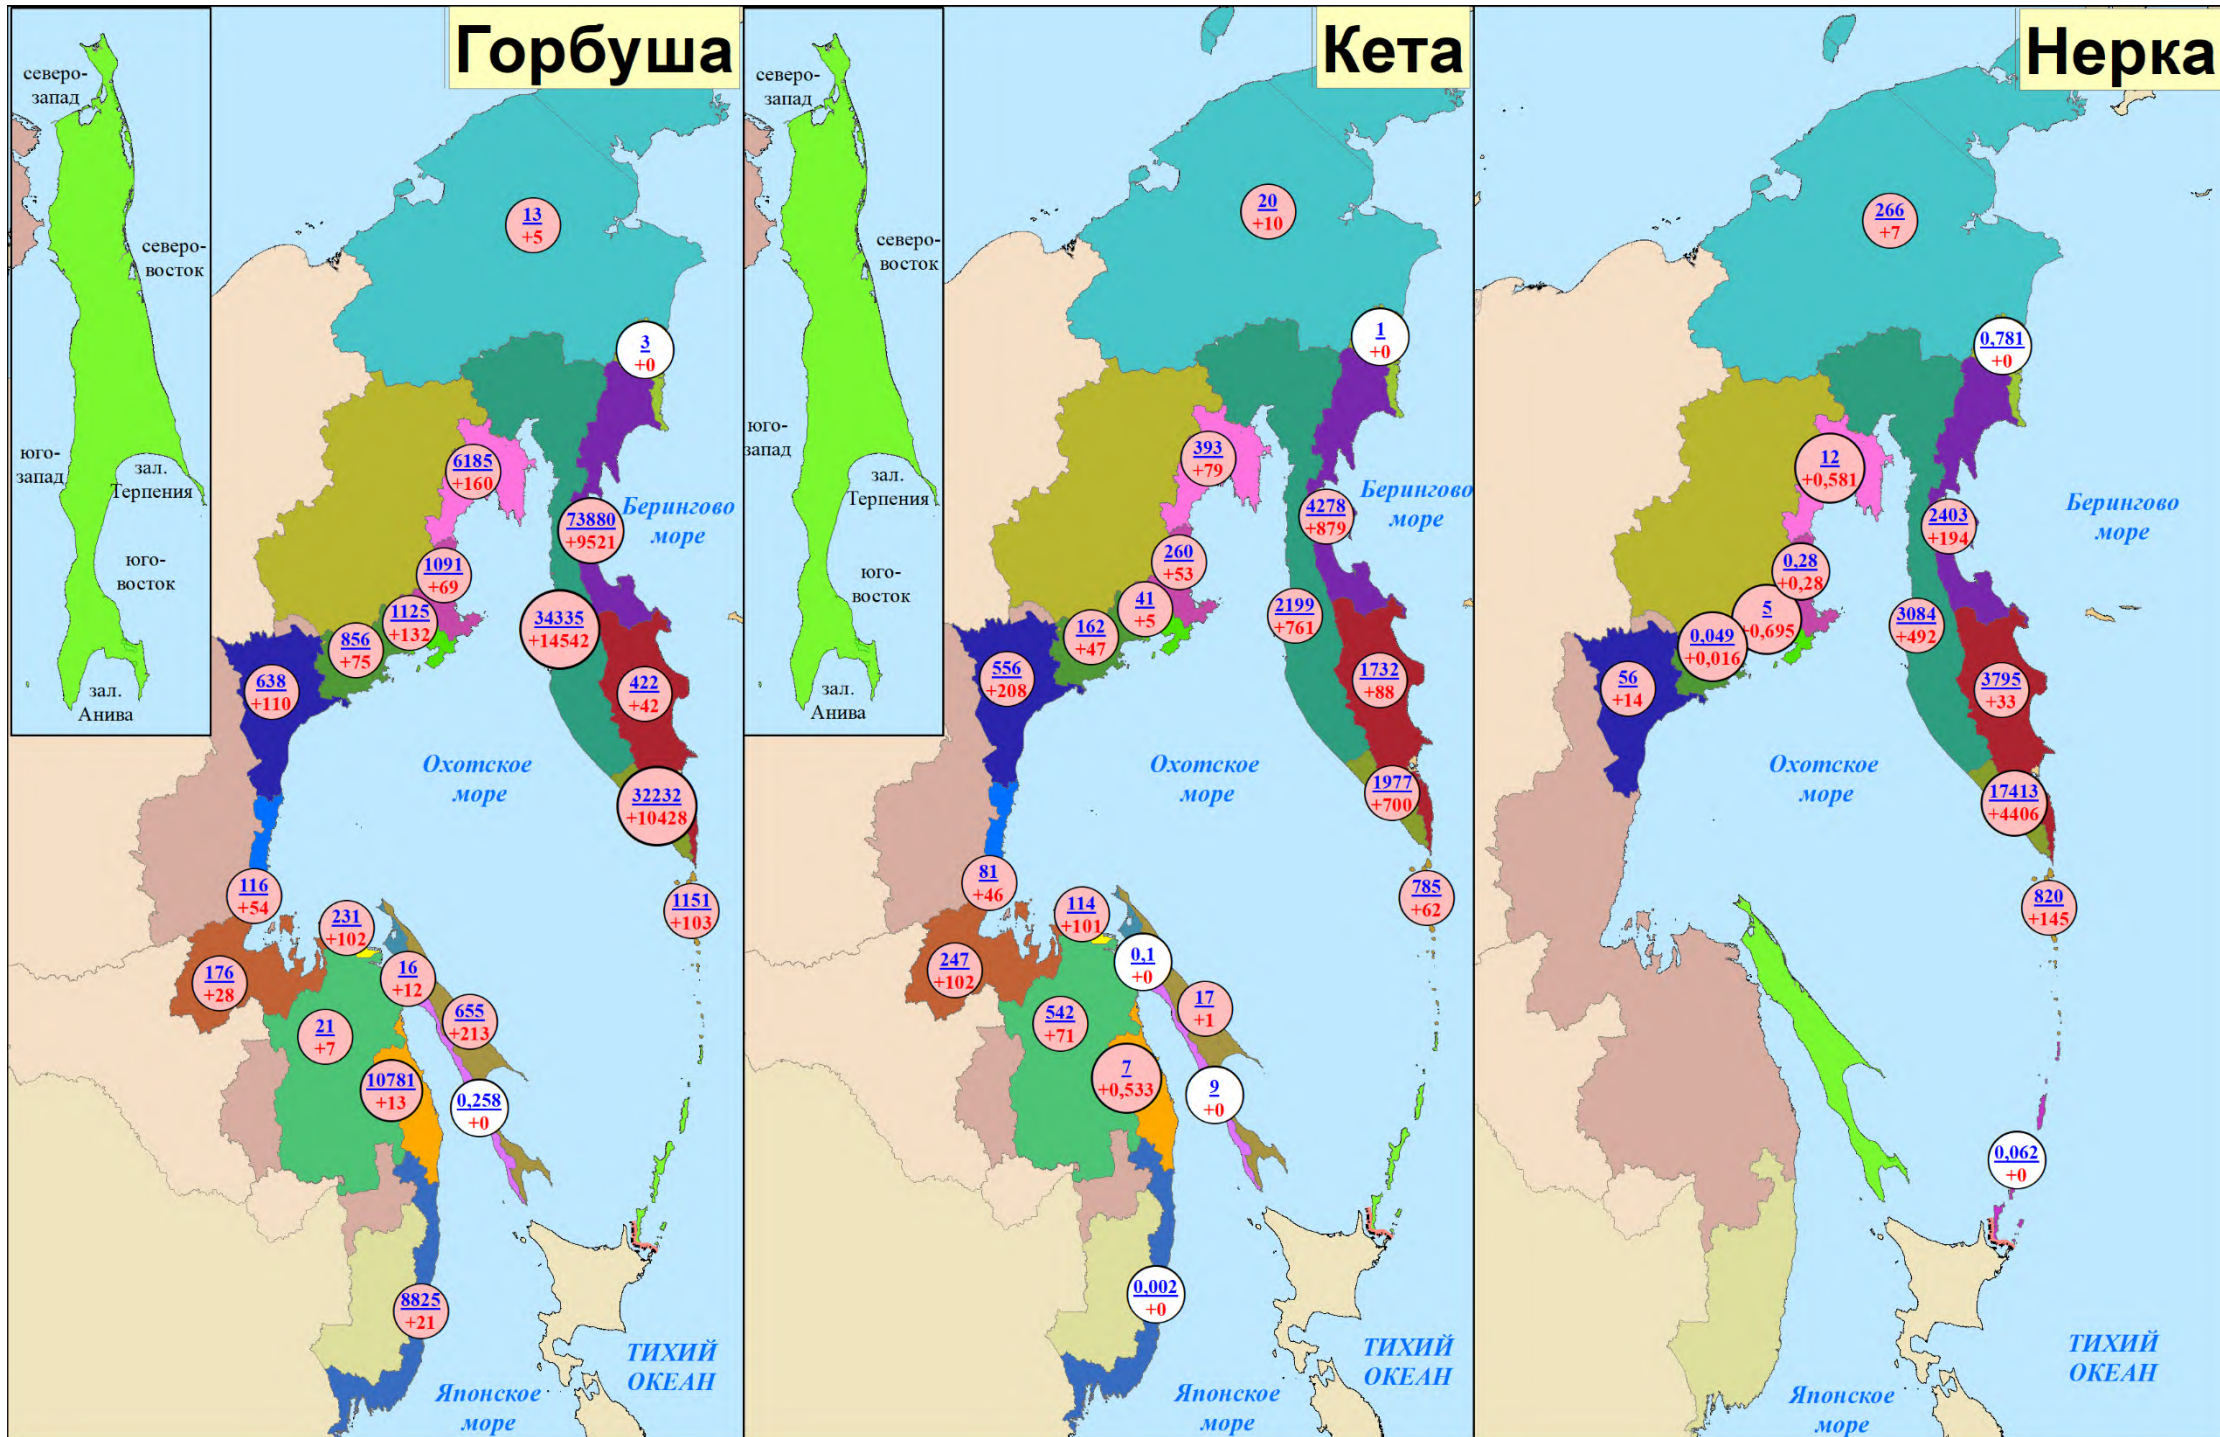 Горбуша
северо-
запад
северо-
восток
юго-
запад
зал.
Терпения
юго-
восток
зал.
Анива
13
+5
3
+0
6185
+160
73880
+9521
Берингово
море
1091
+69
1125
+132
34335
+14542
856
+75
638
+110
422
+42
Охотское
море
32232
+10428
116
+54
231
+102
1151
+103
176
+28
16
+12
655
+213
21
+7
10781
+13
0,258
+0
8825
+21
ТИХИЙ
ОКЕАН
Японское
море
Кета
северо-
запад
северо-
восток
юго-
запад
зал.
Терпения
юго-
восток
зал.
Анива
20
+10
1
+0
393
+79
4278
+879
Берингово
море
260
+53
41
+5
2199
+761
162
+47
556
+208
1732
+88
Охотское
море
1977
+700
81
+46
114
+101
785
+62
247
+102
0,1
+0
17
+1
542
+71
7
+0,533
9
+0
0,002
+0
ТИХИЙ
ОКЕАН
Японское
море
Нерка
266
+7
0,781
+0
12
+0,581
2403
+194
Берингово
море
0,28
+0,28
5
+0,695
3084
+492
0,049
+0,016
56
+14
3795
+33
Охотское
море
17413
+4406
820
+145
0,062
+0
ТИХИЙ
ОКЕАН
Японское
море